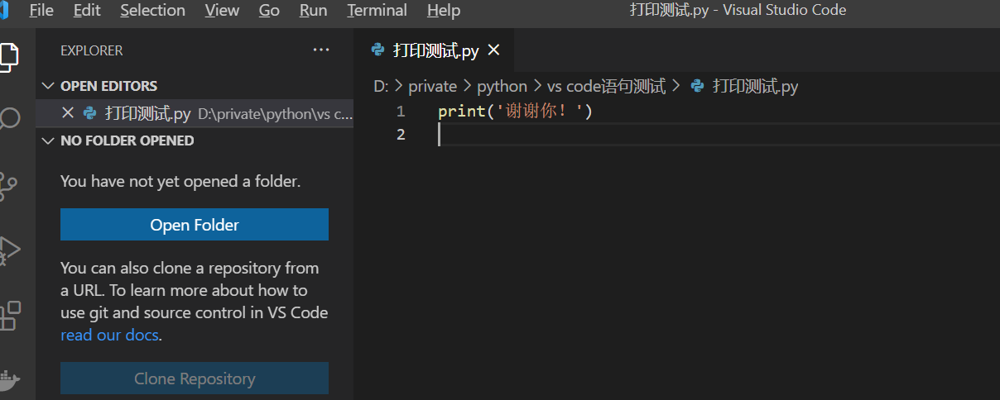 File Edit Selection View Go Run Terminal Help 打印测试.py - Visual Studio Code
EXPLORER ...
OPEN EDITORS
打印测试.py D:\private\python\vs c...
NO FOLDER OPENED
You have not yet opened a folder.
Open Folder
You can also clone a repository from
a URL. To learn more about how to
use git and source control in VS Code
read our docs.
Clone Repository
打印测试.py
D: > private > python > vs code语句测试 > 打印测试.py
1 print('谢谢你！')
2